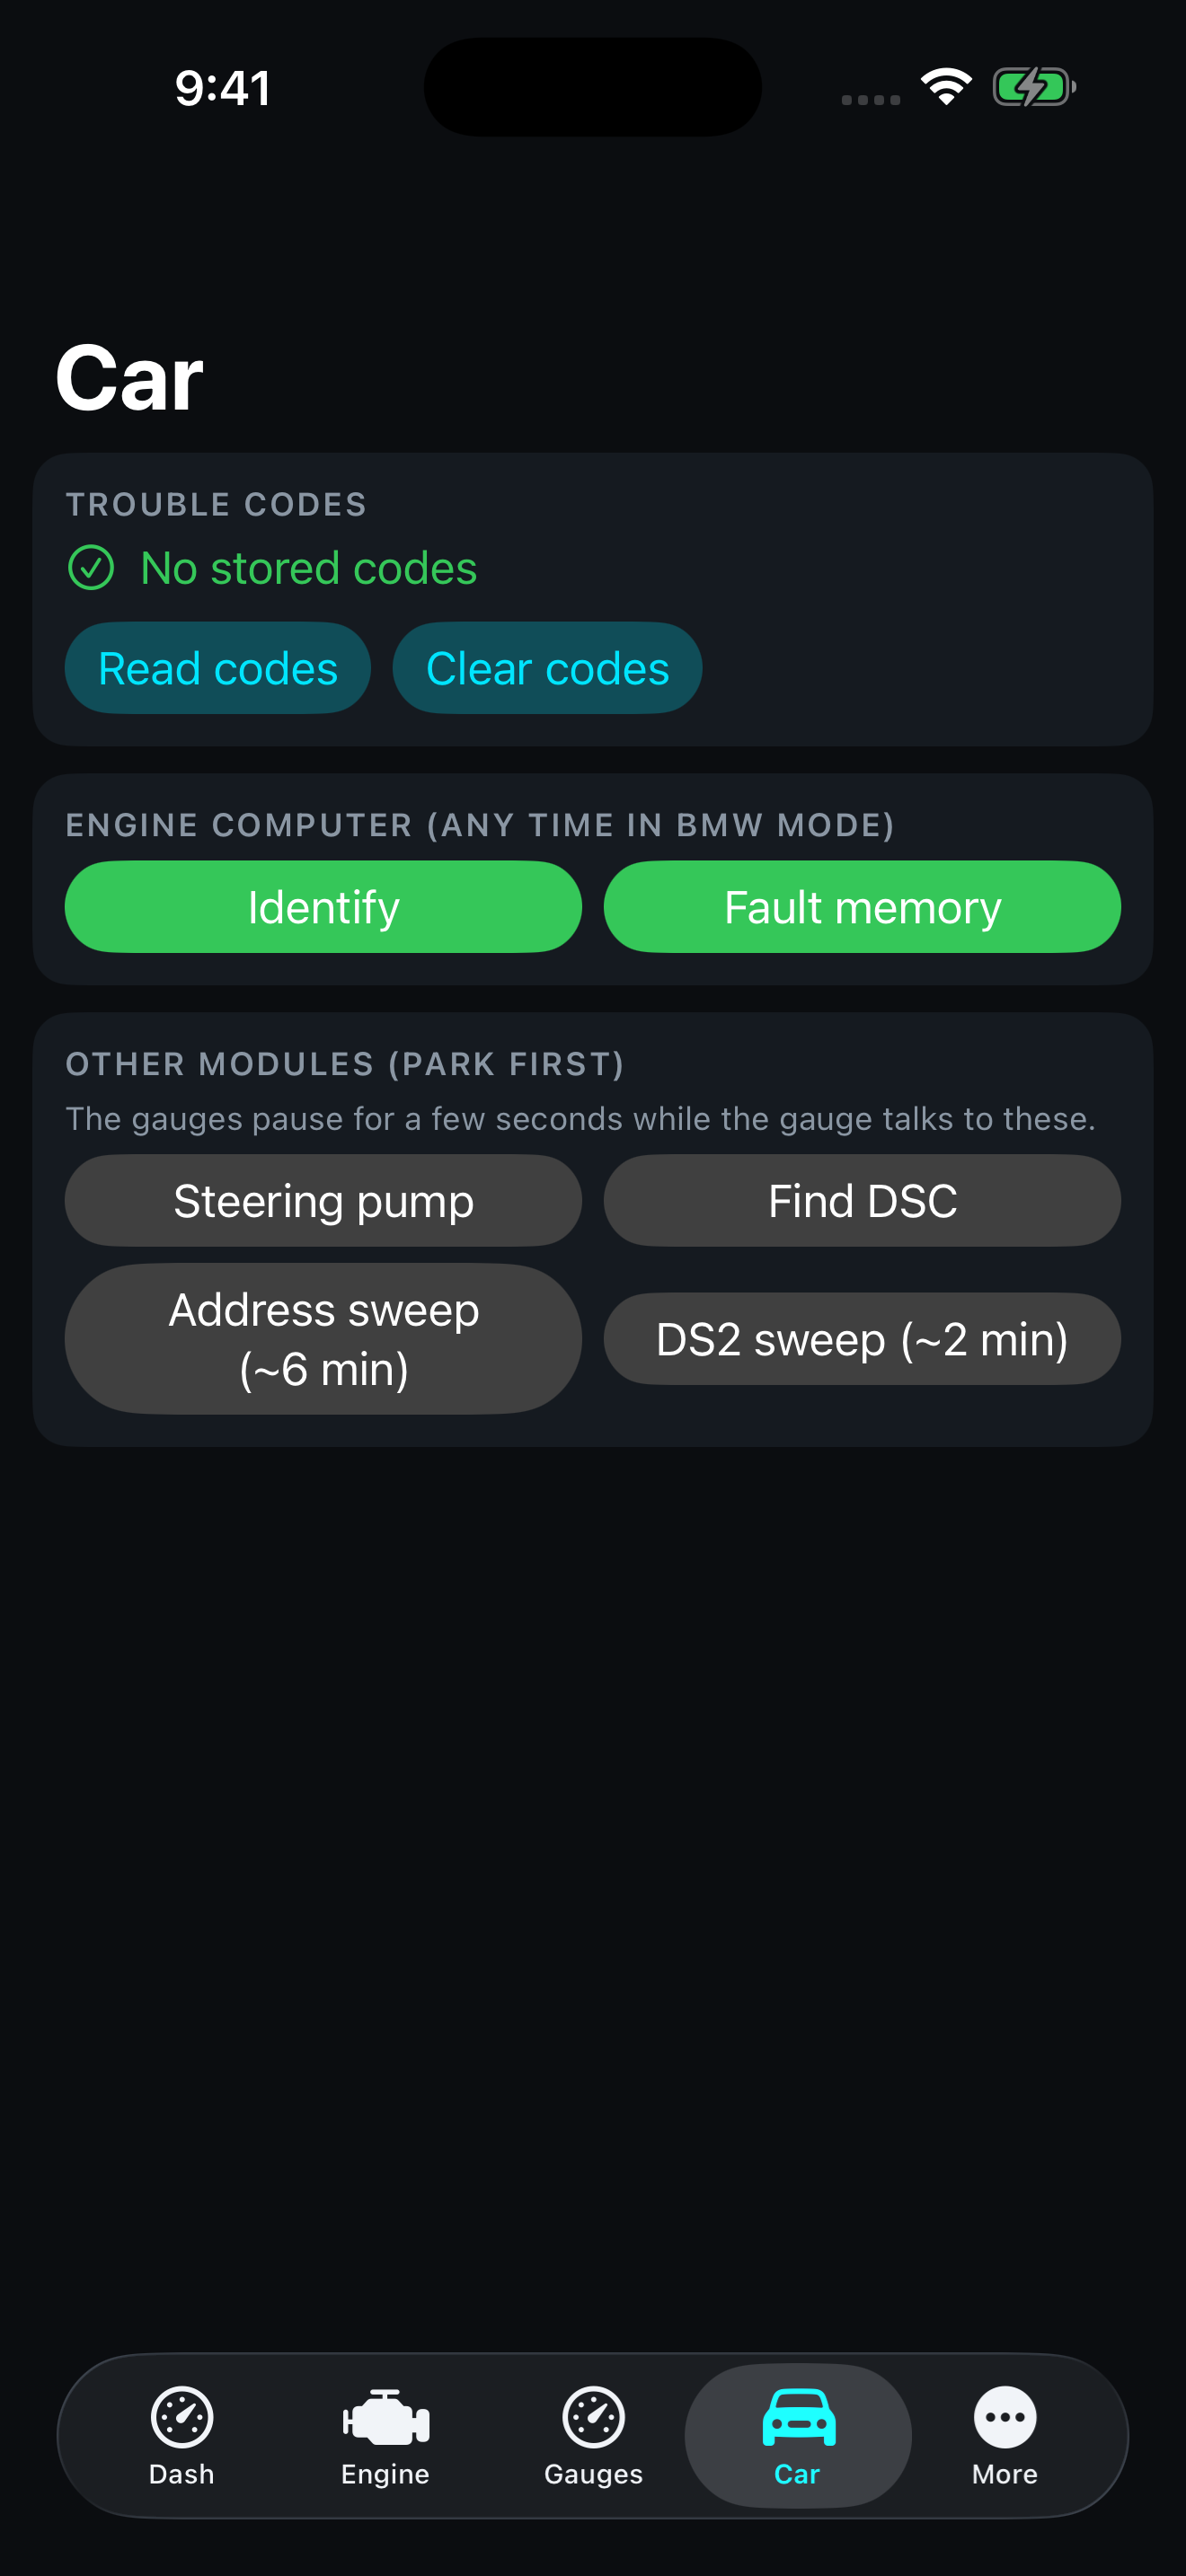 9:41
Car
TROUBLE CODES
No stored codes
Read codes
Clear codes
ENGINE COMPUTER (ANY TIME IN BMW MODE)
Identify
Fault memory
OTHER MODULES (PARK FIRST)
The gauges pause for a few seconds while the gauge talks to these.
Steering pump
Find DSC
Address sweep
(~6 min)
DS2 sweep (~2 min)
Dash
Engine
Gauges
Car
More